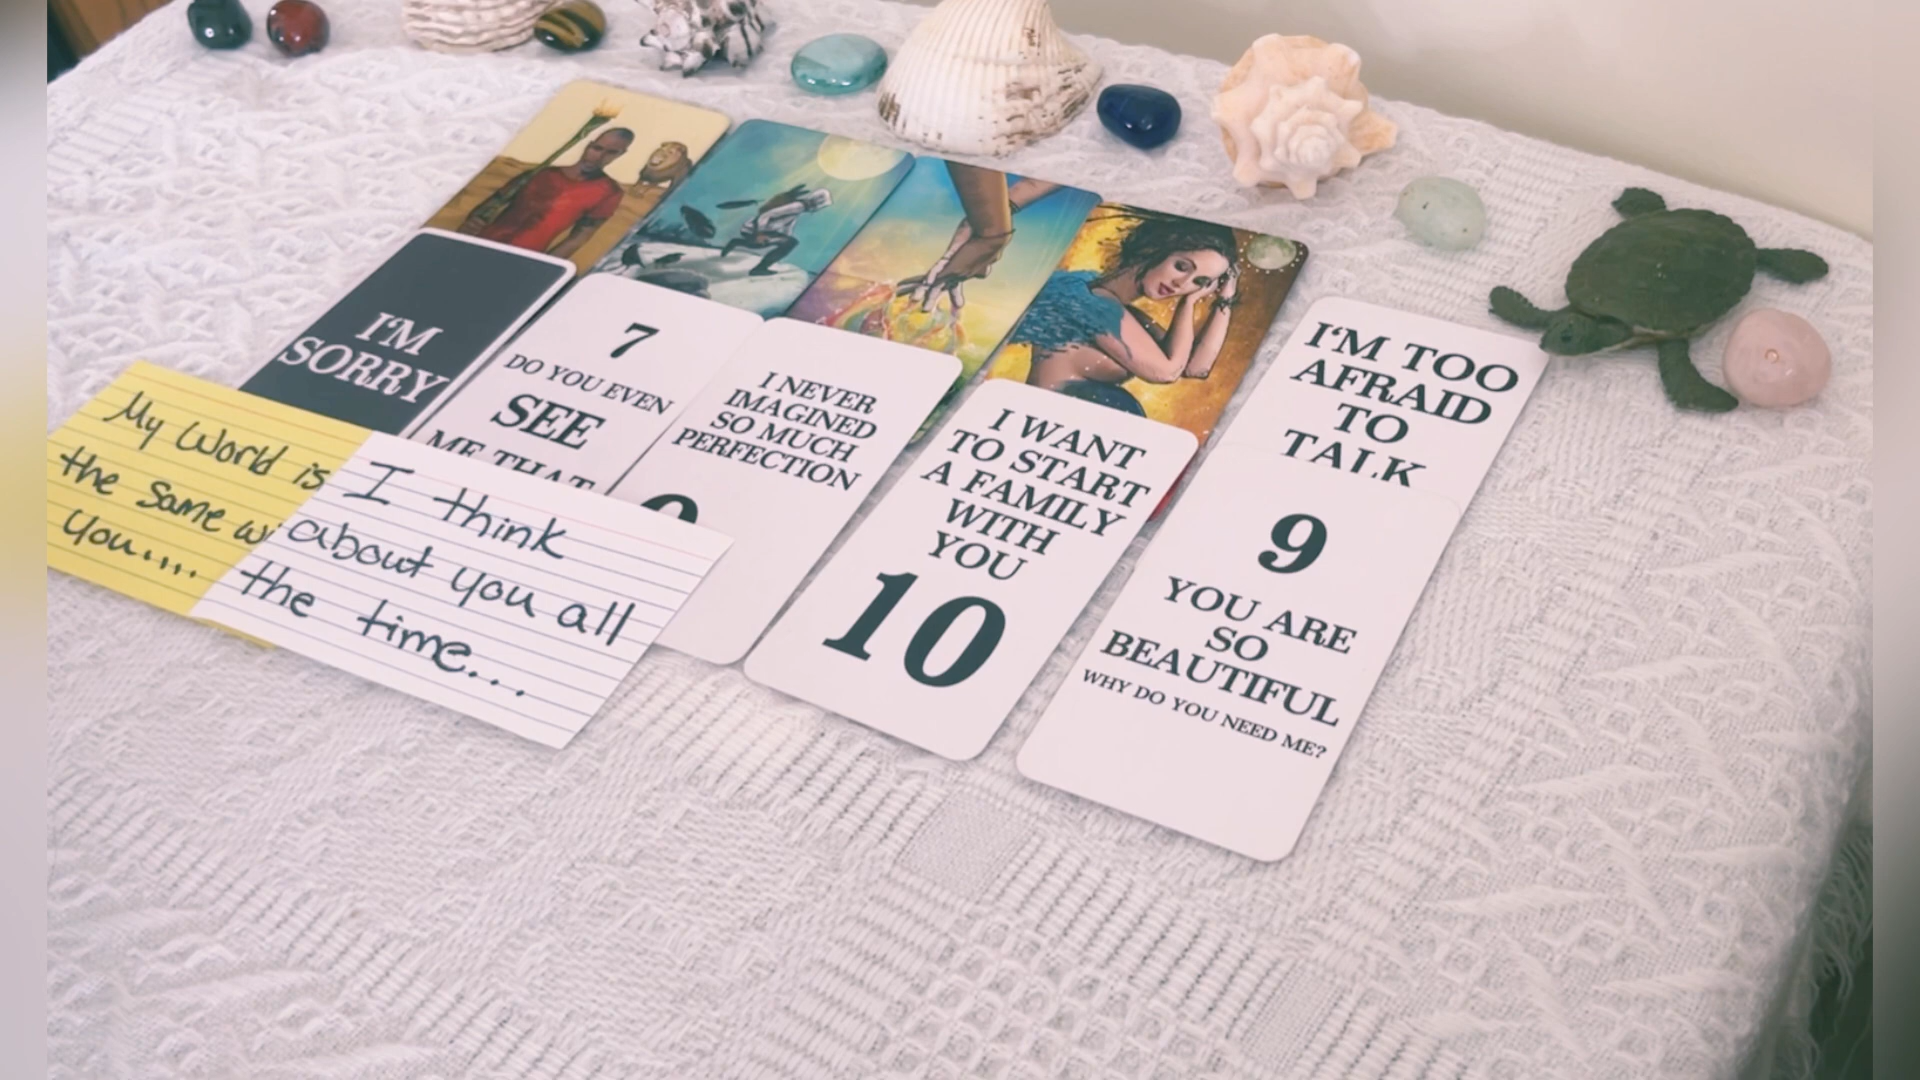 I'M
SORRY
7
DO YOU EVEN
SEE
ME THAT
I NEVER
IMAGINED
SO MUCH
PERFECTION
I WANT
TO START
A FAMILY
WITH
YOU
10
I'M TOO
AFRAID
TO
TALK
9
YOU ARE
SO
BEAUTIFUL
WHY DO YOU NEED ME?
My World is
the same
you....
I think
about you all
the time...